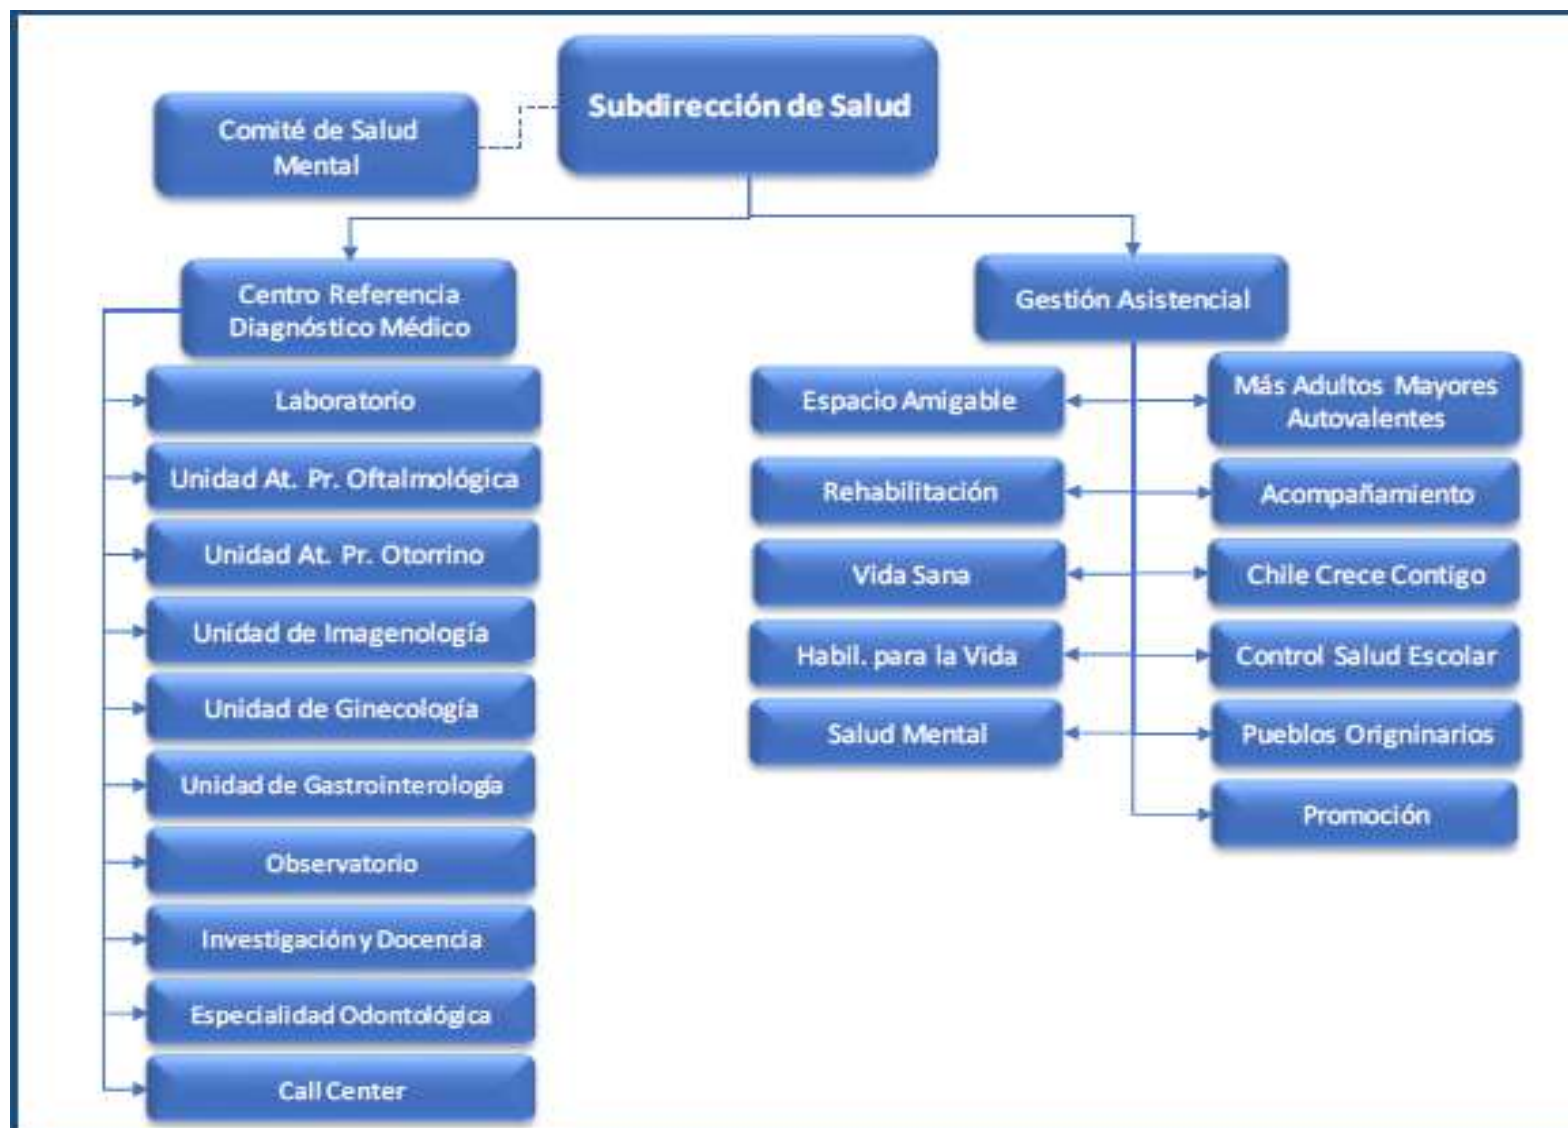 Subdirección de Salud
Comité de Salud
Mental
Centro Referencia
Diagnóstico Médico
Laboratorio
Unidad At. Pr. Oftalmológica
Unidad At. Pr. Otorrino
Unidad de Imagenología
Unidad de Ginecología
Unidad de Gastrointerología
Observatorio
Investigación y Docencia
Especialidad Odontológica
Call Center
Gestión Asistencial
Espacio Amigable
Rehabilitación
Vida Sana
Habil. para la Vida
Salud Mental
Más Adultos Mayores
Autovalentes
Acompañamiento
Chile Crece Contigo
Control Salud Escolar
Pueblos Origninarios
Promoción